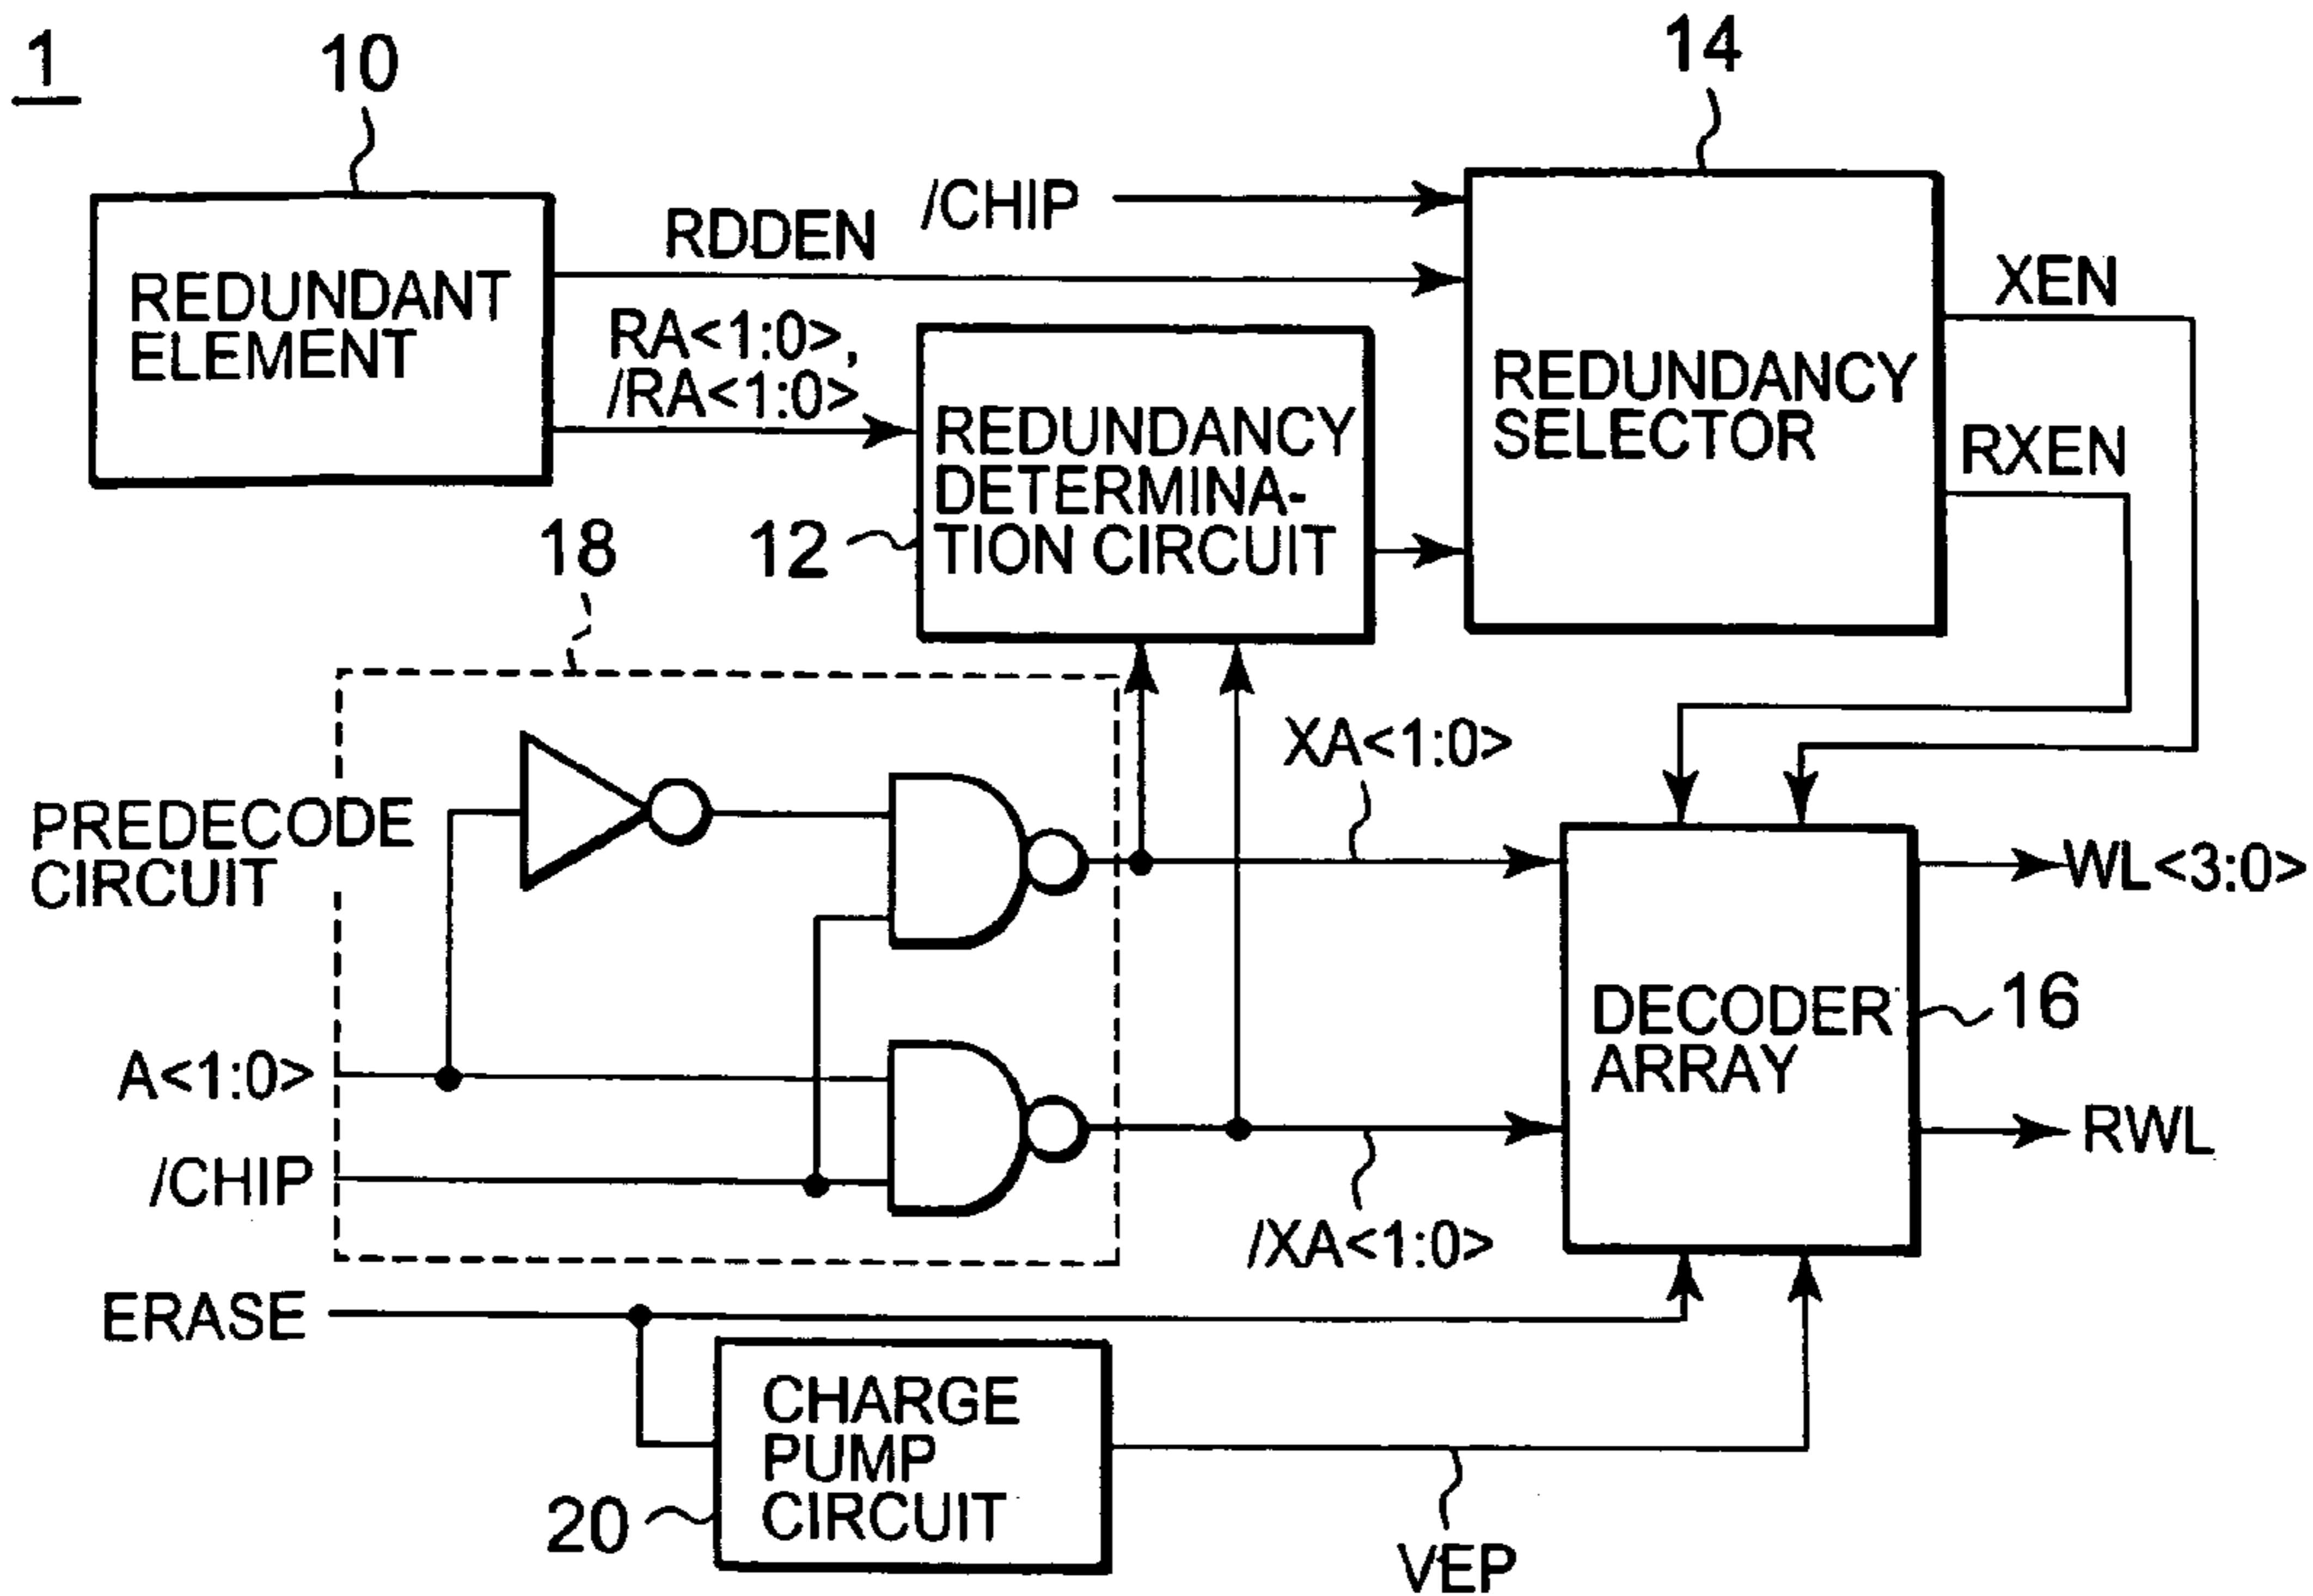 1
10
14
/CHIP
RDDEN
REDUNDANT
ELEMENT
RA<1:0>,
/RA<1:0>
XEN
REDUNDANCY
SELECTOR
REDUNDANCY
DETERMINA-
TION CIRCUIT
RXEN
18
12
XA<1:0>
PREDECODE
CIRCUIT
WL<3:0>
DECODER
ARRAY
16
A<1:0>
RWL
/CHIP
/XA<1:0>
ERASE
CHARGE
PUMP
CIRCUIT
20
VEP